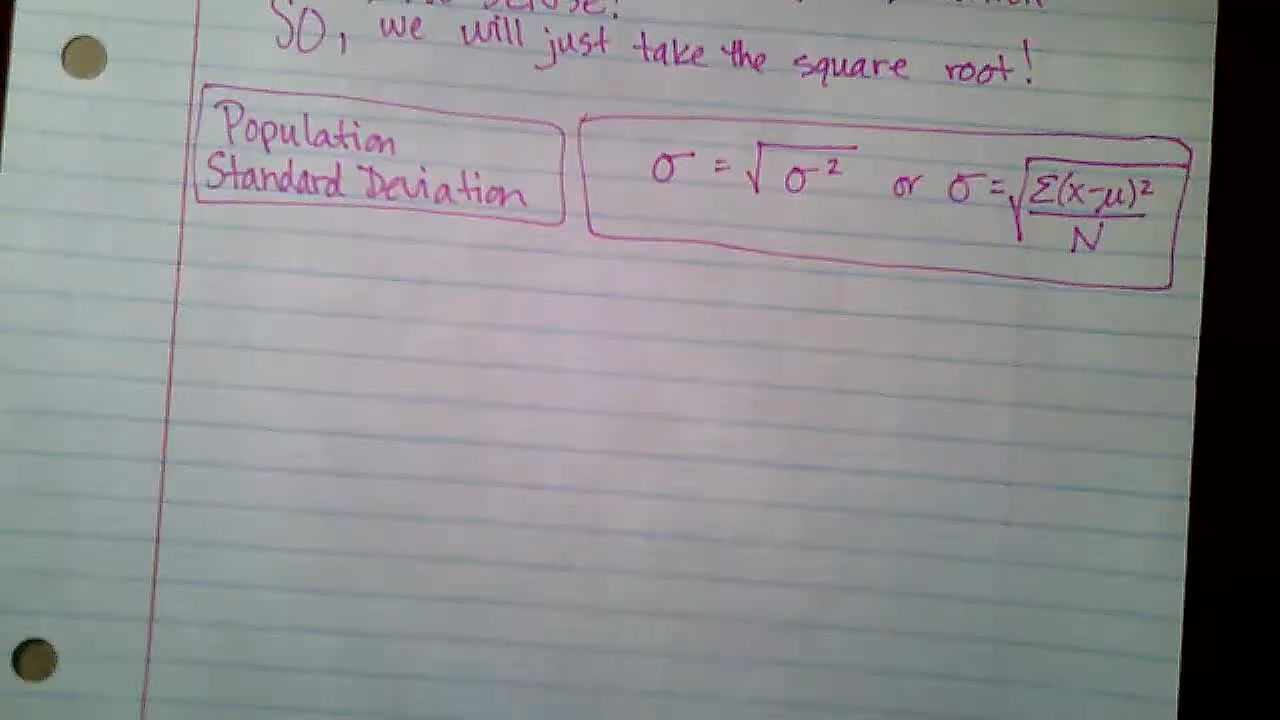 So, we will just take the square root!
Population
Standard Deviation
σ = √σ² or σ = √Σ(x-μ)²/N